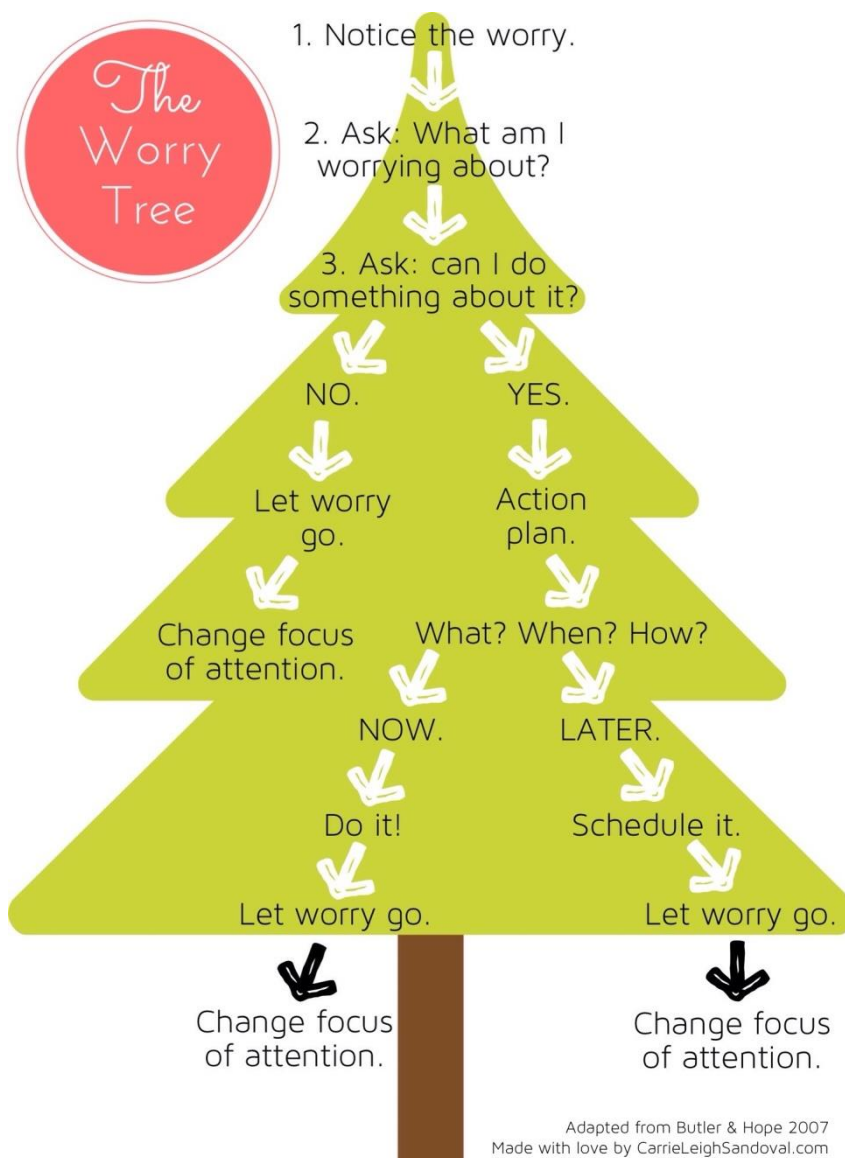 The
Worry
Tree
1. Notice the worry.
2. Ask: What am I
worrying about?
3. Ask: can I do
something about it?
NO.
YES.
Let worry
go.
Action
plan.
Change focus
of attention.
What? When? How?
NOW.
LATER.
Do it!
Schedule it.
Let worry go.
Let worry go.
Change focus
of attention.
Change focus
of attention.
Adapted from Butler & Hope 2007
Made with love by CarrieLeighSandoval.com